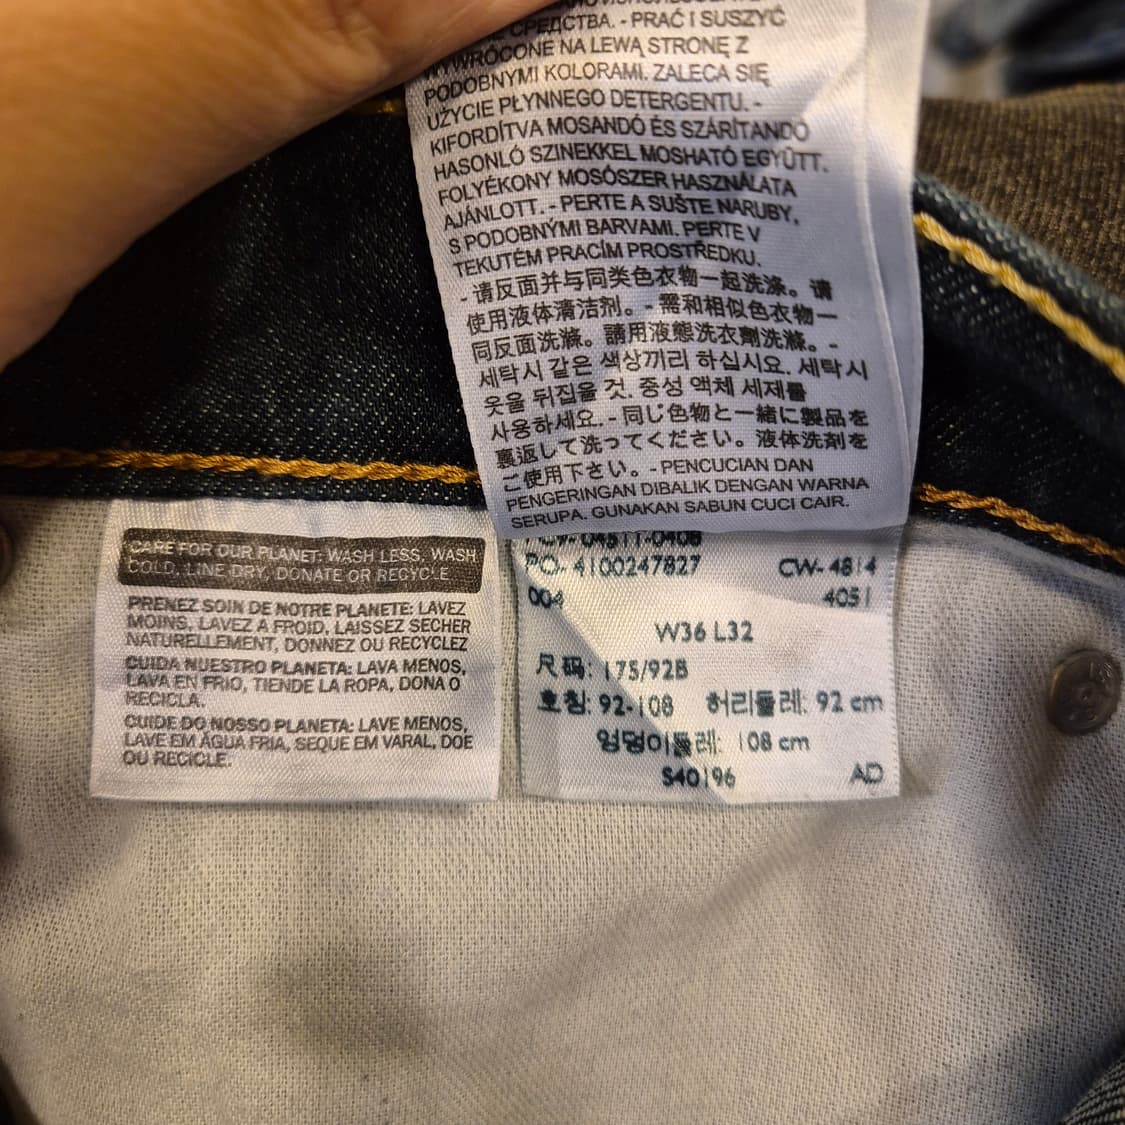 СРЕДСТВА. - PRAĆ I SUSZYĆ
WYWRÓCONE NA LEWĄ STRONĘ Z
PODOBNYMI KOLORAMI. ZALECA SIĘ
UŻYCIE PŁYNNEGO DETERGENTU. -
KIFORDÍTVA MOSANDÓ ÉS SZÁRÍTANDÓ
HASONLÓ SZINEKKEL MOSHATÓ EGYÜTT.
FOLYÉKONY MOSÓSZER HASZNÁLATA
AJÁNLOTT. - PERTE A SUŠTE NARUBY,
S PODOBNÝMI BARVAMI. PERTE V
TEKUTÉM PRACÍM PROSTŘEDKU.
- 请反面并与同类色衣物一起洗涤。请
使用液体清洁剂。- 需和相似色衣物一
同反面洗滌。請用液態洗衣劑洗滌。-
세탁시 같은 색상끼리 하십시요. 세탁시
옷을 뒤집을 것. 중성 액체 세제를
사용하세요. - 同じ色物と一緒に製品を
裏返して洗ってください。液体洗剤を
ご使用下さい。- PENCUCIAN DAN
PENGERINGAN DIBALIK DENGAN WARNA
SERUPA. GUNAKAN SABUN CUCI CAIR.
CARE FOR OUR PLANET: WASH LESS, WASH
COLD, LINE DRY, DONATE OR RECYCLE
PRENEZ SOIN DE NOTRE PLANETE: LAVEZ
MOINS, LAVEZ A FROID, LAISSEZ SECHER
NATURELLEMENT, DONNEZ OU RECYCLEZ
CUIDA NUESTRO PLANETA: LAVA MENOS,
LAVA EN FRIO, TIENDE LA ROPA, DONA O
RECICLA.
CUIDE DO NOSSO PLANETA: LAVE MENOS,
LAVE EM ÁGUA FRIA, SEQUE EM VARAL, DOE
OU RECICLE.
04511-0408
PO- 4100247827 CW- 4814
004 4051
W36 L32
尺码: 175/92B
호칭: 92-108 허리둘레: 92 cm
엉덩이둘레: 108 cm
S40196 AD